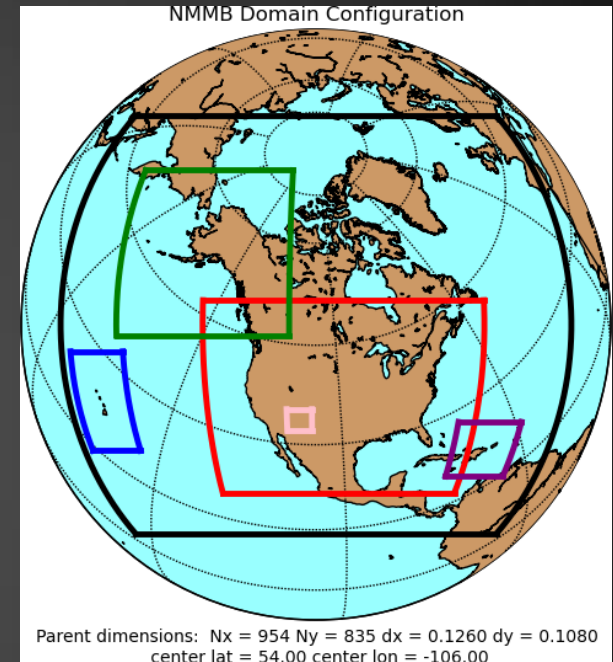 NMMB Domain Configuration
Parent dimensions:  Nx = 954 Ny = 835 dx = 0.1260 dy = 0.1080
center lat = 54.00 center lon = -106.00